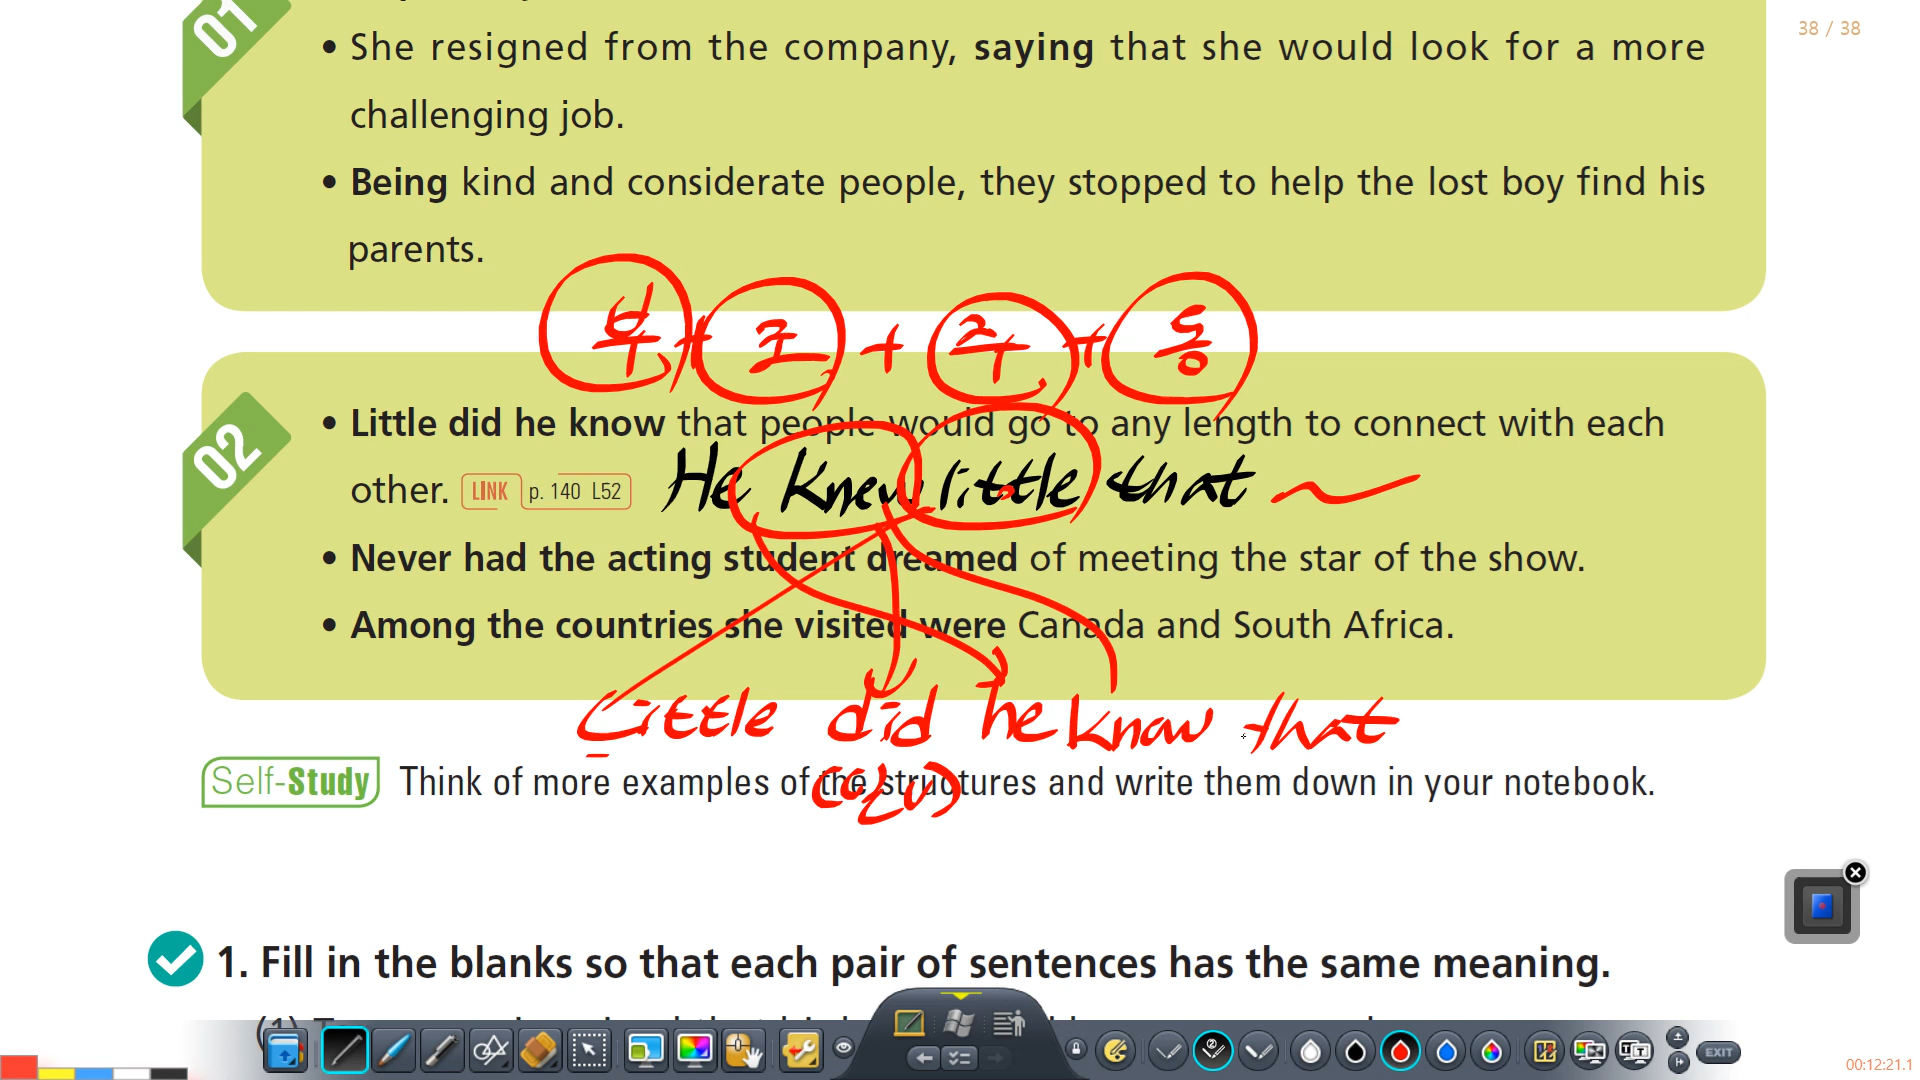 38 / 38
01
• She resigned from the company, saying that she would look for a more
challenging job.
• Being kind and considerate people, they stopped to help the lost boy find his
parents.
부 + 조 + 주 + 동
02
• Little did he know that people would go to any length to connect with each
other. LINK p. 140 L52
He knew little that
• Never had the acting student dreamed of meeting the star of the show.
• Among the countries she visited were Canada and South Africa.
Little did he know that
Self-Study Think of more examples of the structures and write them down in your notebook.
1. Fill in the blanks so that each pair of sentences has the same meaning.
EXIT
00:12:21.1